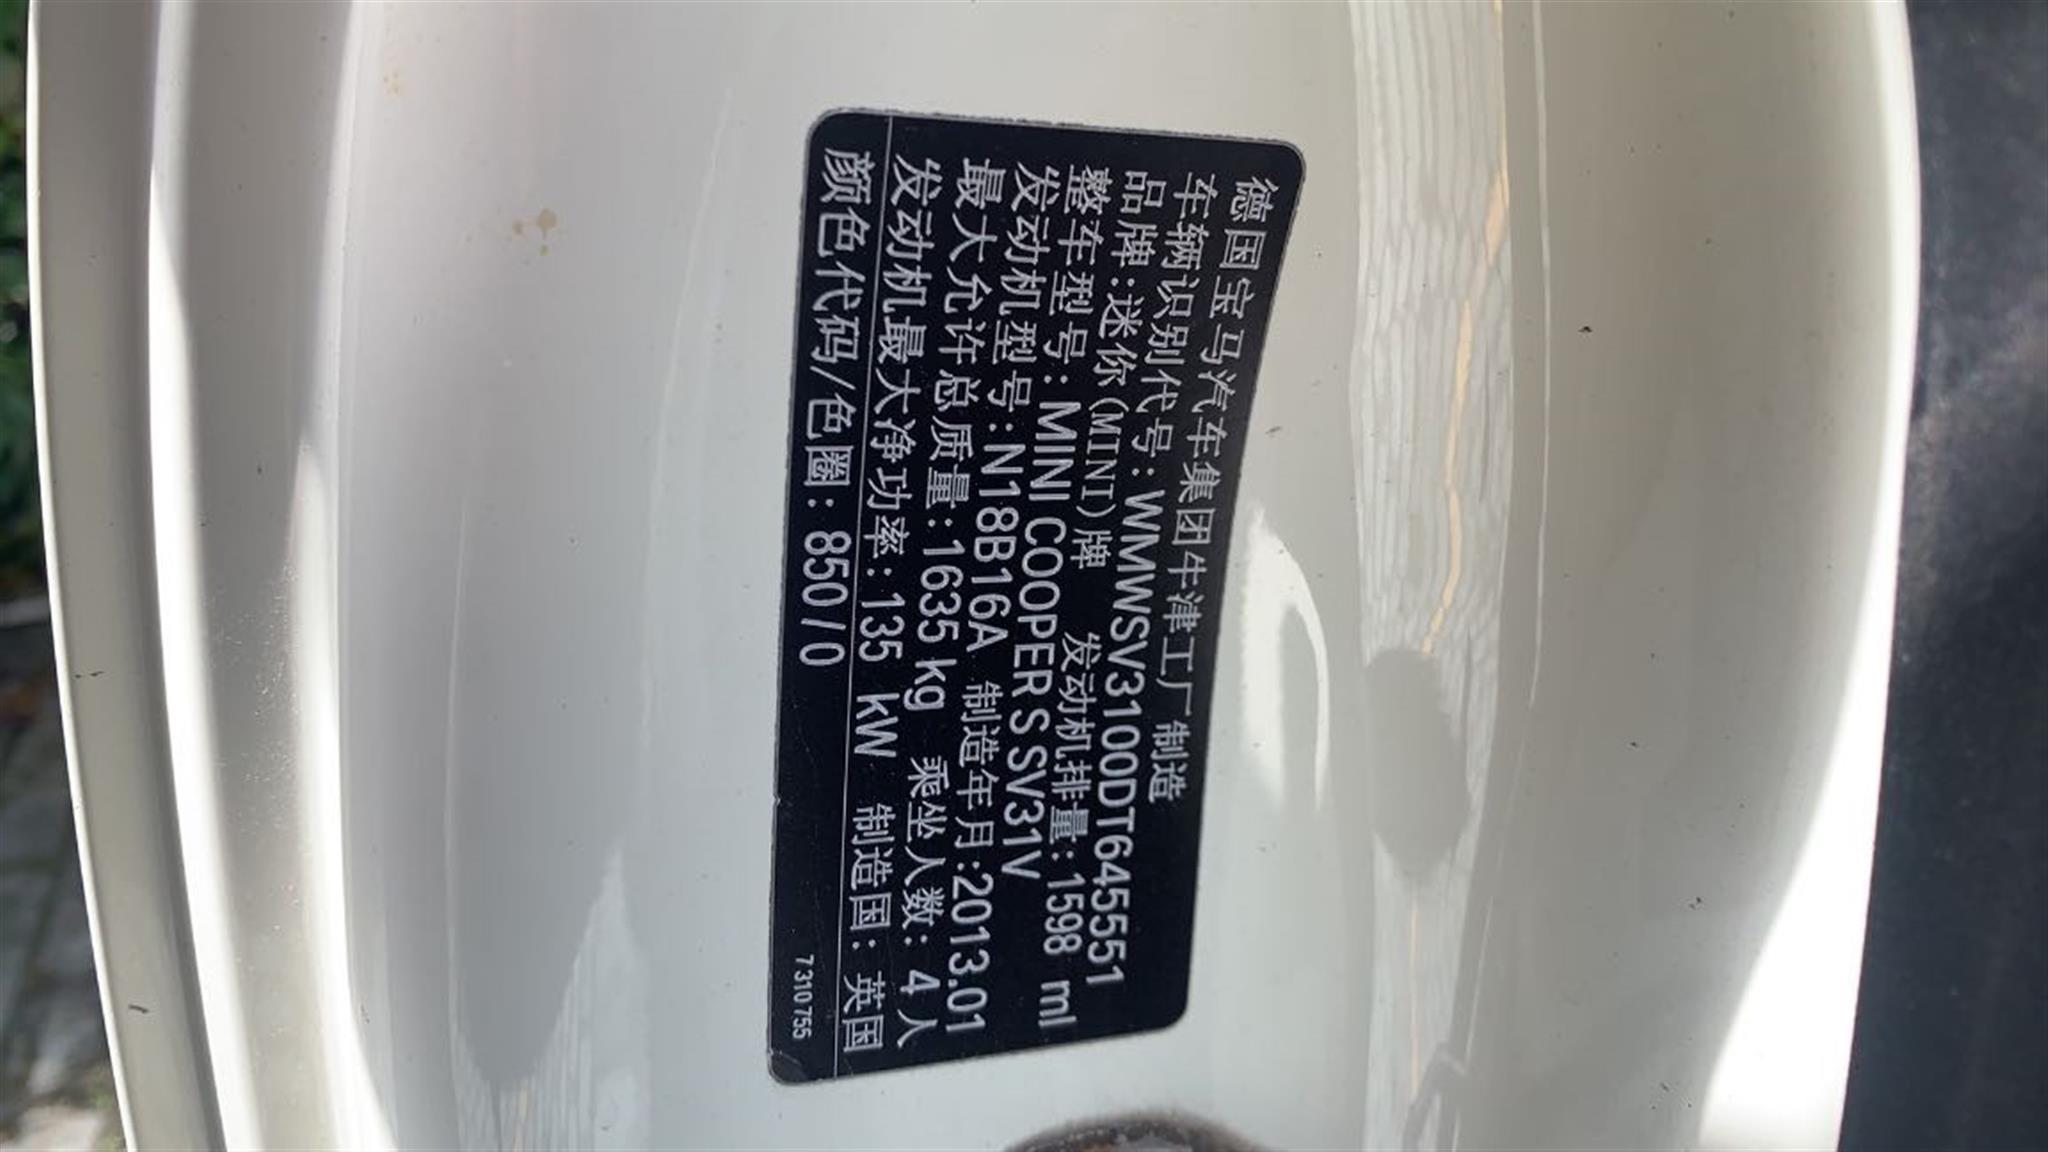 德国宝马汽车集团牛津工厂制造
车辆识别代号:WMWSV3100DT645551
品牌:迷你(MINI)牌 发动机排量:1598 ml
整车型号:MINI COOPER S SV31V
发动机型号:N18B16A 制造年月:2013.01
最大允许总质量:1635 kg 乘坐人数:4人
发动机最大净功率:135 kW 制造国:英国
颜色代码/色圈:850/0
7310755